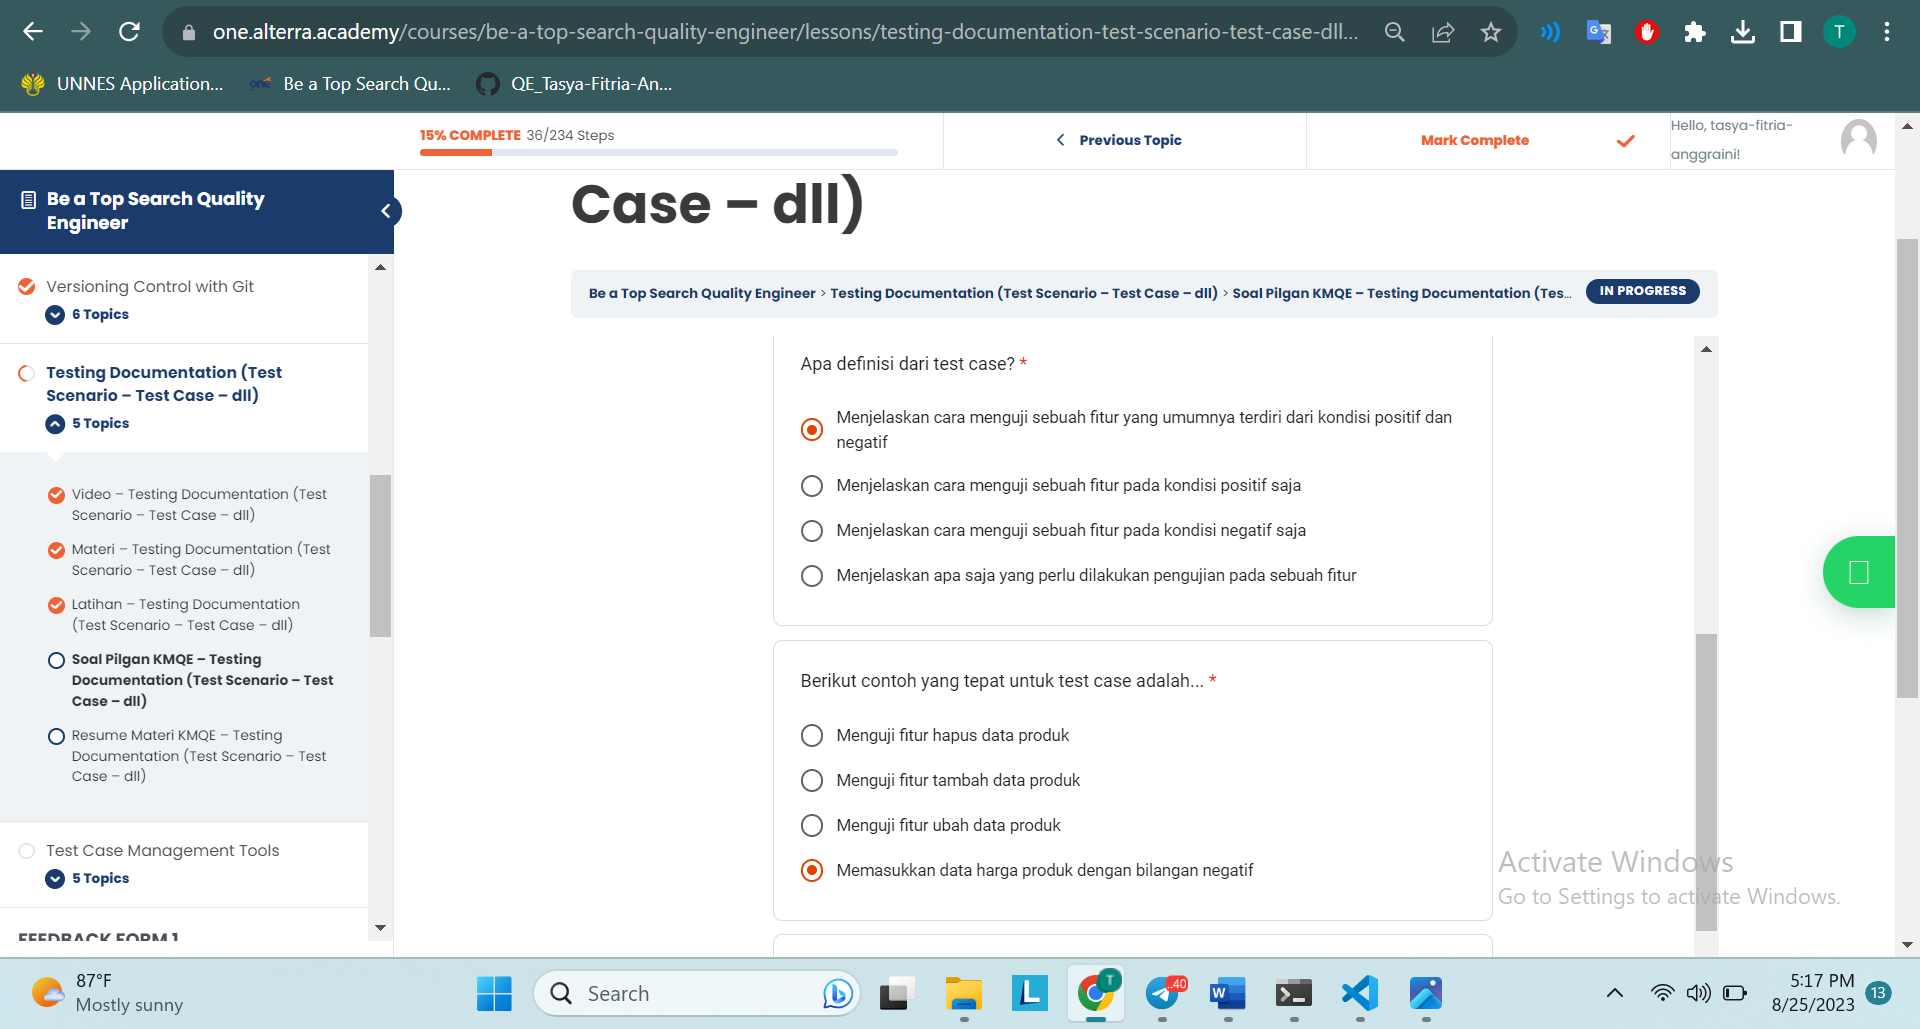 one.alterra.academy/courses/be-a-top-search-quality-engineer/lessons/testing-documentation-test-scenario-test-case-dll...
T
UNNES Application...
one
Be a Top Search Qu...
QE_Tasya-Fitria-An...
15% COMPLETE 36/234 Steps
Previous Topic
Mark Complete
Hello, tasya-fitria-
anggraini!
Be a Top Search Quality
Engineer
Versioning Control with Git
6 Topics
Testing Documentation (Test
Scenario – Test Case – dll)
5 Topics
Video – Testing Documentation (Test
Scenario – Test Case – dll)
Materi – Testing Documentation (Test
Scenario – Test Case – dll)
Latihan – Testing Documentation
(Test Scenario – Test Case – dll)
Soal Pilgan KMQE – Testing
Documentation (Test Scenario – Test
Case – dll)
Resume Materi KMQE – Testing
Documentation (Test Scenario – Test
Case – dll)
Test Case Management Tools
5 Topics
FEEDBACK FORM 1
Case – dll)
Be a Top Search Quality Engineer > Testing Documentation (Test Scenario – Test Case – dll) > Soal Pilgan KMQE – Testing Documentation (Tes...
IN PROGRESS
Apa definisi dari test case? *
Menjelaskan cara menguji sebuah fitur yang umumnya terdiri dari kondisi positif dan
negatif
Menjelaskan cara menguji sebuah fitur pada kondisi positif saja
Menjelaskan cara menguji sebuah fitur pada kondisi negatif saja
Menjelaskan apa saja yang perlu dilakukan pengujian pada sebuah fitur
Berikut contoh yang tepat untuk test case adalah... *
Menguji fitur hapus data produk
Menguji fitur tambah data produk
Menguji fitur ubah data produk
Memasukkan data harga produk dengan bilangan negatif
Activate Windows
Go to Settings to activate Windows.
87°F
Mostly sunny
Search
L
T
..40
W
5:17 PM
8/25/2023
13